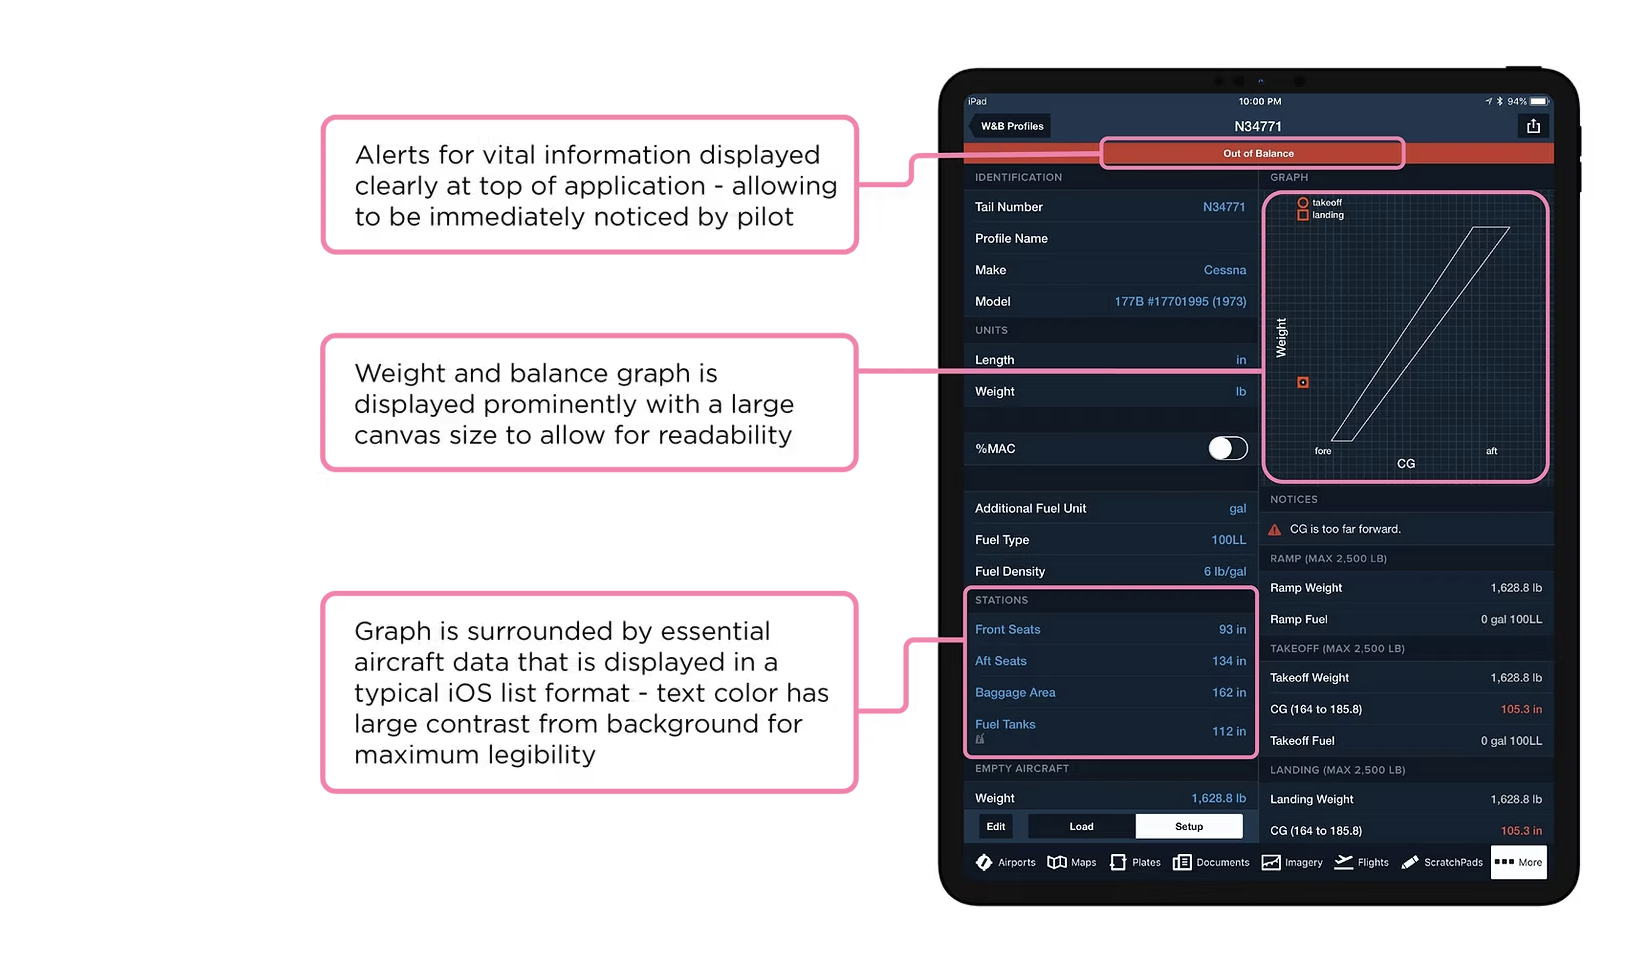 Alerts for vital information displayed
clearly at top of application - allowing
to be immediately noticed by pilot
Weight and balance graph is
displayed prominently with a large
canvas size to allow for readability
Graph is surrounded by essential
aircraft data that is displayed in a
typical iOS list format - text color has
large contrast from background for
maximum legibility
iPad 10:00 PM 94%
W&B Profiles N34771
Out of Balance
IDENTIFICATION
Tail Number N34771
Profile Name
Make Cessna
Model 177B #17701995 (1973)
UNITS
Length in
Weight lb
%MAC
Additional Fuel Unit gal
Fuel Type 100LL
Fuel Density 6 lb/gal
STATIONS
Front Seats 93 in
Aft Seats 134 in
Baggage Area 162 in
Fuel Tanks 112 in
EMPTY AIRCRAFT
Weight 1,628.8 lb
Edit Load Setup
GRAPH
takeoff
landing
Weight
fore aft
CG
NOTICES
CG is too far forward.
RAMP (MAX 2,500 LB)
Ramp Weight 1,628.8 lb
Ramp Fuel 0 gal 100LL
TAKEOFF (MAX 2,500 LB)
Takeoff Weight 1,628.8 lb
CG (164 to 185.8) 105.3 in
Takeoff Fuel 0 gal 100LL
LANDING (MAX 2,500 LB)
Landing Weight 1,628.8 lb
CG (164 to 185.8) 105.3 in
Airports Maps Plates Documents Imagery Flights ScratchPads More